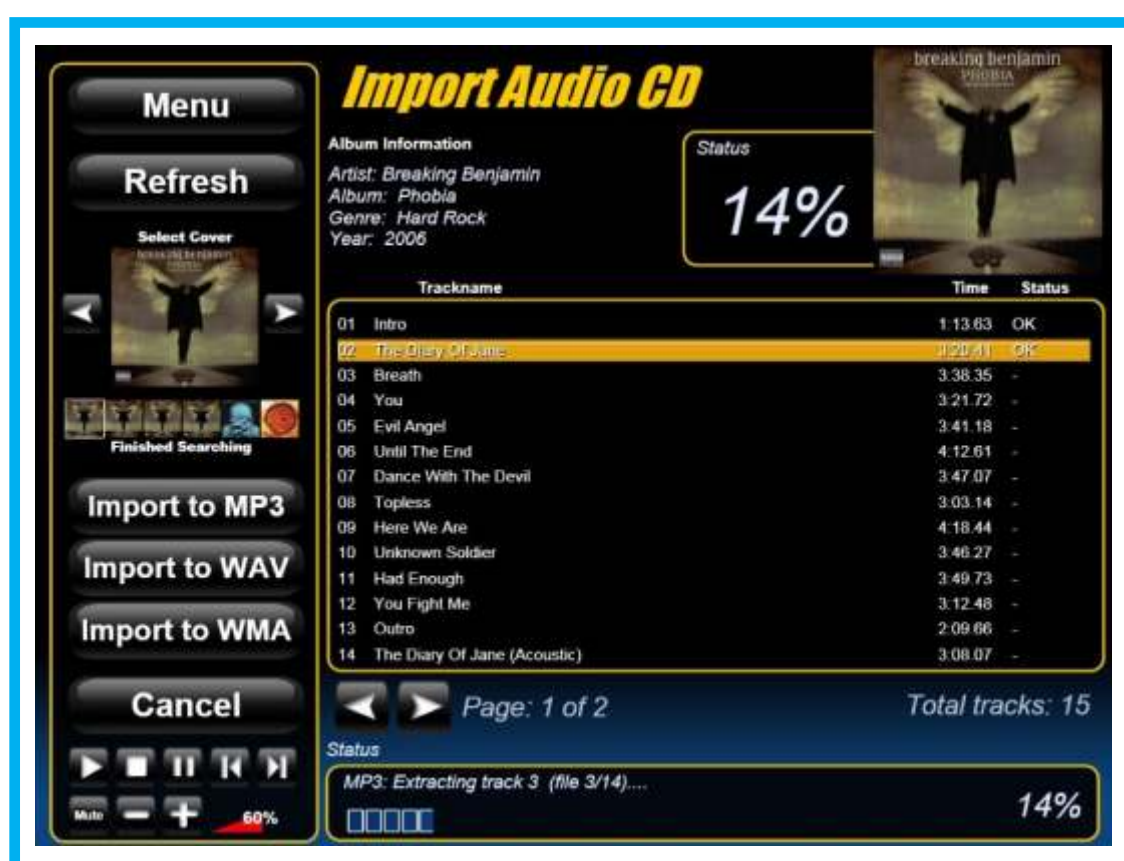 Menu
Refresh
Select Cover
Finished Searching
Import to MP3
Import to WAV
Import to WMA
Cancel
Mute
60%
Import Audio CD
Album Information
Artist: Breaking Benjamin
Album: Phobia
Genre: Hard Rock
Year: 2006
Status
14%
breaking benjamin
PHOBIA
Trackname Time Status
01 Intro 1:13.63 OK
02 The Diary Of Jane 3:20.41 OK
03 Breath 3:38.35 -
04 You 3:21.72 -
05 Evil Angel 3:41.18 -
06 Until The End 4:12.61 -
07 Dance With The Devil 3:47.07 -
08 Topless 3:03.14 -
09 Here We Are 4:18.44 -
10 Unknown Soldier 3:46.27 -
11 Had Enough 3:49.73 -
12 You Fight Me 3:12.48 -
13 Outro 2:09.66 -
14 The Diary Of Jane (Acoustic) 3:08.07 -
Page: 1 of 2
Total tracks: 15
Status
MP3: Extracting track 3 (file 3/14)....
14%